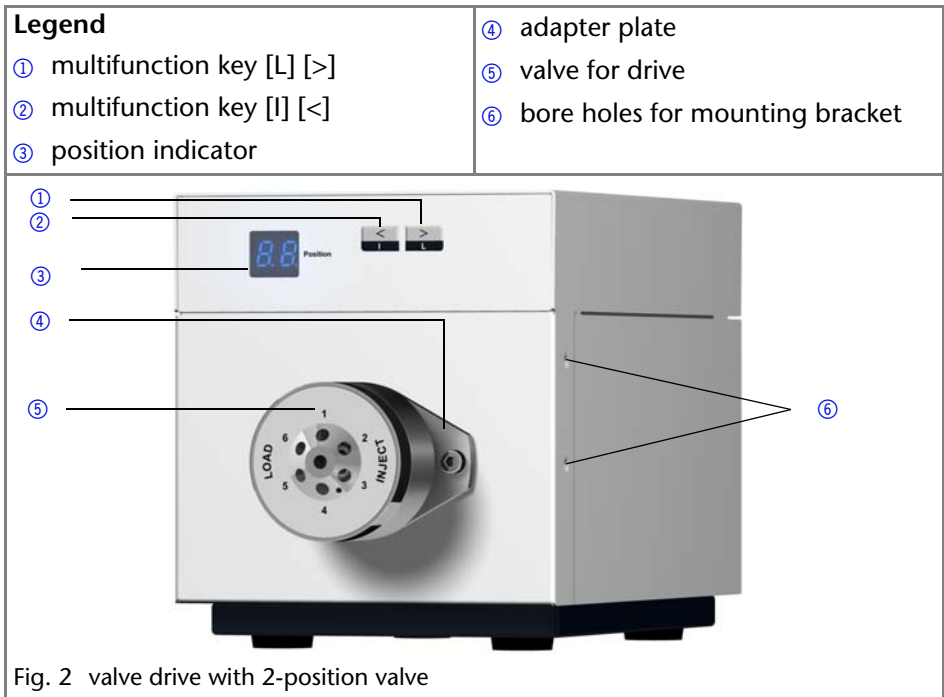 Legend
① multifunction key [L] [>]
② multifunction key [I] [<]
③ position indicator
④ adapter plate
⑤ valve for drive
⑥ bore holes for mounting bracket
①
②
③
④
⑤
⑥
8.8.
Position
< >
I L
1
2
3
4
5
6
LOAD
INJECT
Fig. 2 valve drive with 2-position valve